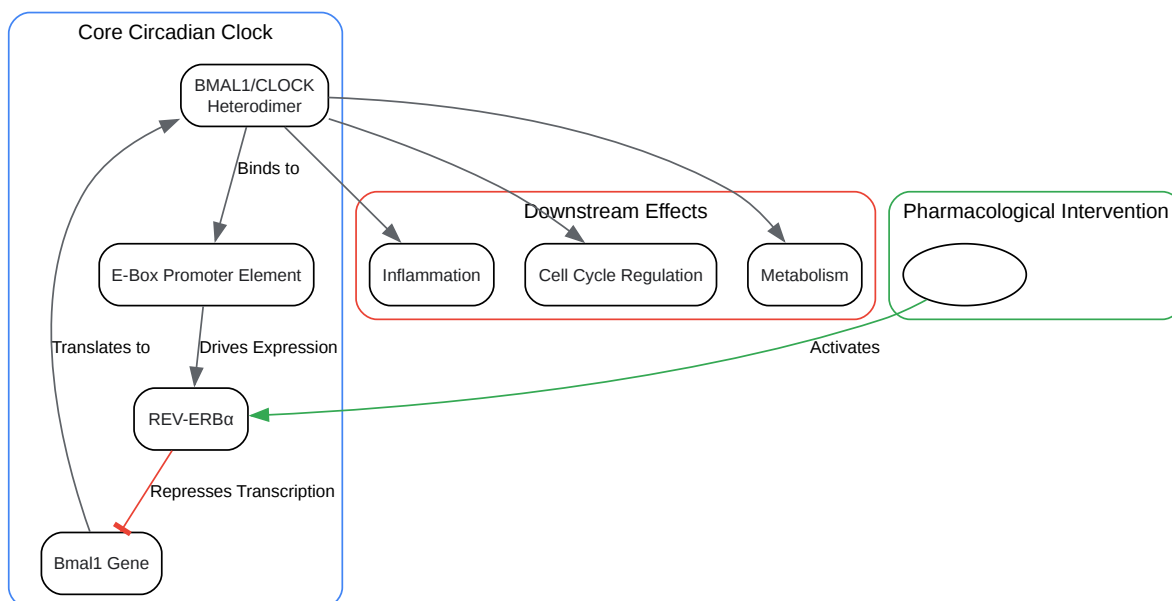 Core Circadian Clock
BMAL1/CLOCK
Heterodimer
Binds to
Downstream Effects
Pharmacological Intervention
E-Box Promoter Element
Inflammation
Cell Cycle Regulation
Metabolism
Translates to
Drives Expression
Activates
REV-ERBα
Represses Transcription
Bmal1 Gene